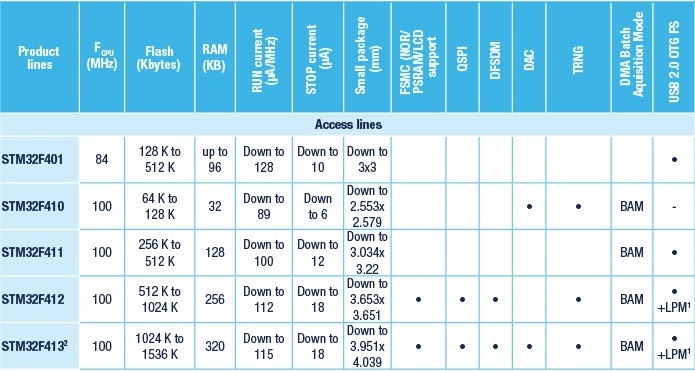 Product lines | FCPU (MHz) | Flash (Kbytes) | RAM (KB) | RUN current (µA/MHz) | STOP current (µA) | Small package (mm) | FSMC (NOR/ PSRAM/LCD support | QSPI | DFSDM | DAC | TRNG | DMA Batch Aquisition Mode | USB 2.0 OTG FS
Access lines
STM32F401 | 84 | 128 K to 512 K | up to 96 | Down to 128 | Down to 10 | Down to 3x3 | | | | | | | •
STM32F410 | 100 | 64 K to 128 K | 32 | Down to 89 | Down to 6 | Down to 2.553x 2.579 | | | | • | • | BAM | -
STM32F411 | 100 | 256 K to 512 K | 128 | Down to 100 | Down to 12 | Down to 3.034x 3.22 | | | | | | BAM | •
STM32F412 | 100 | 512 K to 1024 K | 256 | Down to 112 | Down to 18 | Down to 3.653x 3.651 | • | • | • | | • | BAM | • +LPM¹
STM32F413² | 100 | 1024 K to 1536 K | 320 | Down to 115 | Down to 18 | Down to 3.951x 4.039 | • | • | • | • | • | BAM | • +LPM¹